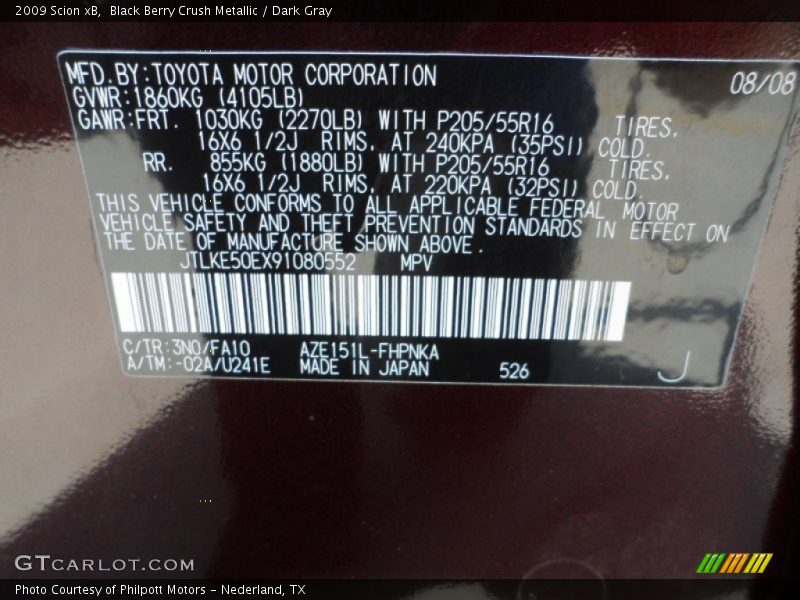 2009 Scion xB,  Black Berry Crush Metallic / Dark Gray
MFD.BY:TOYOTA MOTOR CORPORATION 08/08
GVWR:1860KG (4105LB)
GAWR:FRT. 1030KG (2270LB) WITH P205/55R16 TIRES,
16X6 1/2J RIMS, AT 240KPA (35PSI) COLD.
RR. 855KG (1880LB) WITH P205/55R16 TIRES,
16X6 1/2J RIMS, AT 220KPA (32PSI) COLD.
THIS VEHICLE CONFORMS TO ALL APPLICABLE FEDERAL MOTOR
VEHICLE SAFETY AND THEFT PREVENTION STANDARDS IN EFFECT ON
THE DATE OF MANUFACTURE SHOWN ABOVE.
JTLKE50EX91080552 MPV
C/TR:3NO/FA10 AZE151L-FHPNKA
A/TM:-02A/U241E MADE IN JAPAN 526 J
GTCARLOT.COM
Photo Courtesy of Philpott Motors - Nederland, TX